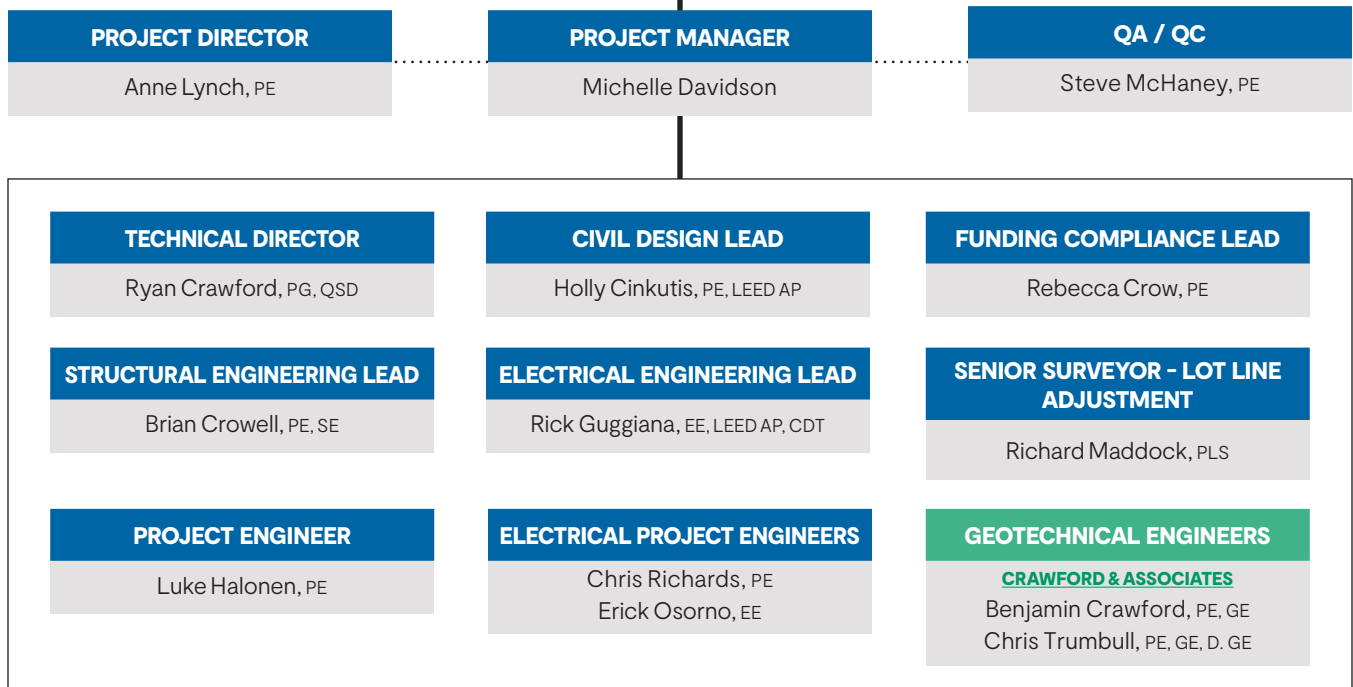 PROJECT DIRECTOR
Anne Lynch, PE
PROJECT MANAGER
Michelle Davidson
QA / QC
Steve McHaney, PE
TECHNICAL DIRECTOR
Ryan Crawford, PG, QSD
CIVIL DESIGN LEAD
Holly Cinkutis, PE, LEED AP
FUNDING COMPLIANCE LEAD
Rebecca Crow, PE
STRUCTURAL ENGINEERING LEAD
Brian Crowell, PE, SE
ELECTRICAL ENGINEERING LEAD
Rick Guggiana, EE, LEED AP, CDT
SENIOR SURVEYOR - LOT LINE
ADJUSTMENT
Richard Maddock, PLS
PROJECT ENGINEER
Luke Halonen, PE
ELECTRICAL PROJECT ENGINEERS
Chris Richards, PE
Erick Osorno, EE
GEOTECHNICAL ENGINEERS
CRAWFORD & ASSOCIATES
Benjamin Crawford, PE, GE
Chris Trumbull, PE, GE, D. GE